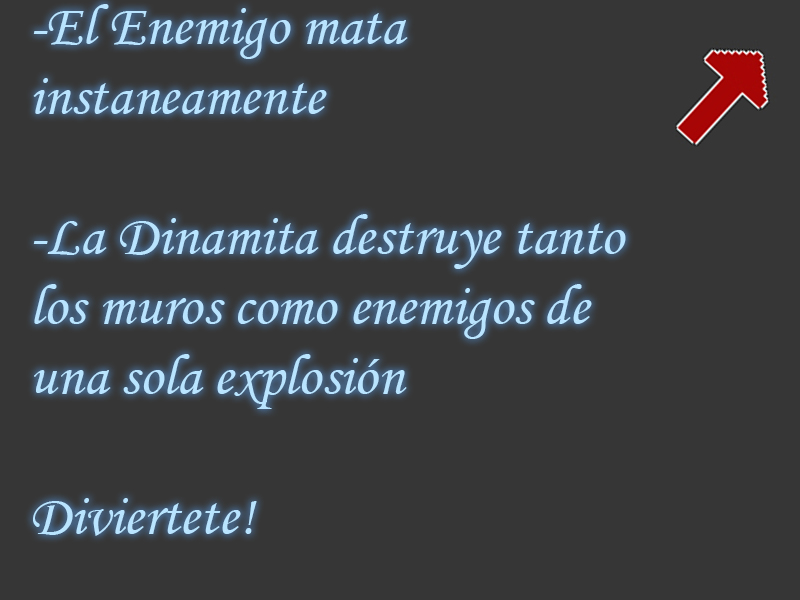 -El Enemigo mata
instaneamente
-La Dinamita destruye tanto
los muros como enemigos de
una sola explosión
Diviertete!